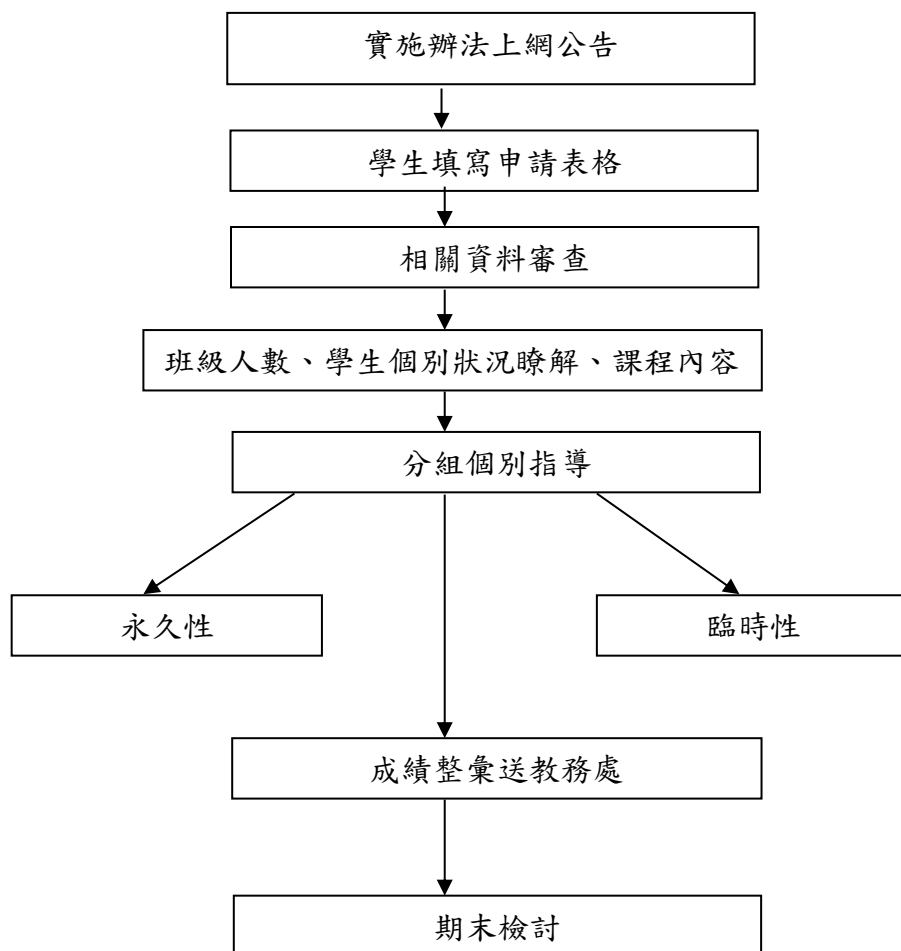 實施辦法上網公告
學生填寫申請表格
相關資料審查
班級人數、學生個別狀況瞭解、課程內容
分組個別指導
永久性
臨時性
成績整彙送教務處
期末檢討